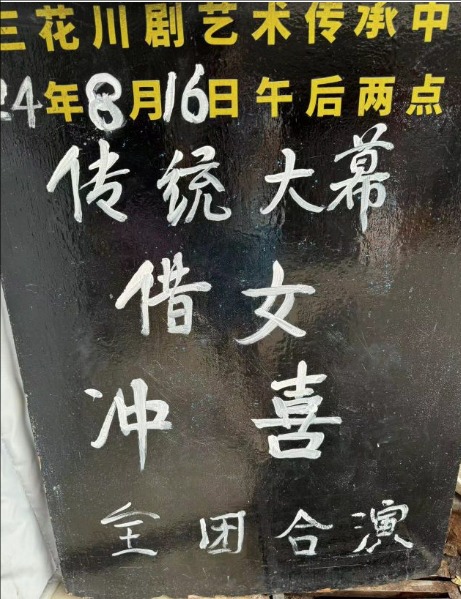 三花川剧艺术传承中
24年8月16日午后两点
传统大幕
借女
冲喜
全团合演